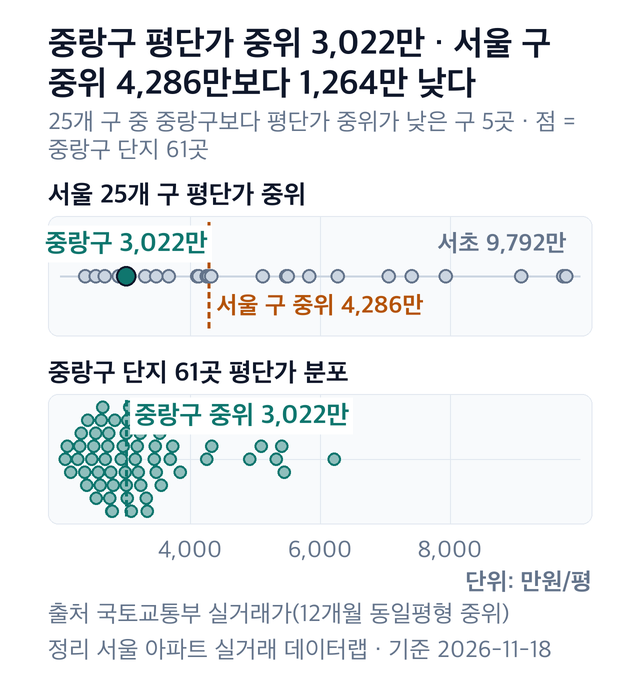 중랑구 평단가 중위 3,022만 · 서울 구
중위 4,286만보다 1,264만 낮다
25개 구 중 중랑구보다 평단가 중위가 낮은 구 5곳 · 점 =
중랑구 단지 61곳
서울 25개 구 평단가 중위
중랑구 3,022만
서초 9,792만
서울 구 중위 4,286만
중랑구 단지 61곳 평단가 분포
중랑구 중위 3,022만
4,000 6,000 8,000
단위: 만원/평
출처 국토교통부 실거래가(12개월 동일평형 중위)
정리 서울 아파트 실거래 데이터랩 · 기준 2026-11-18